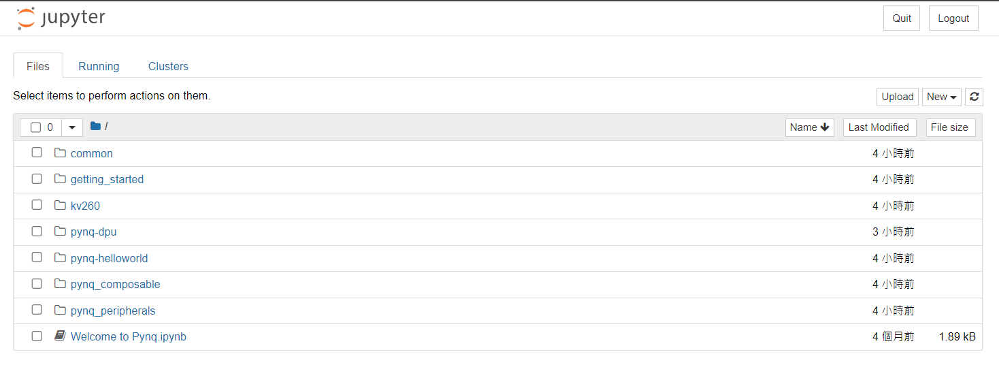 jupyter
Quit Logout
Files Running Clusters
Select items to perform actions on them.
Upload New
0 / Name Last Modified File size
common 4 小時前
getting_started 4 小時前
kv260 4 小時前
pynq-dpu 3 小時前
pynq-helloworld 4 小時前
pynq_composable 4 小時前
pynq_peripherals 4 小時前
Welcome to Pynq.ipynb 4 個月前 1.89 kB